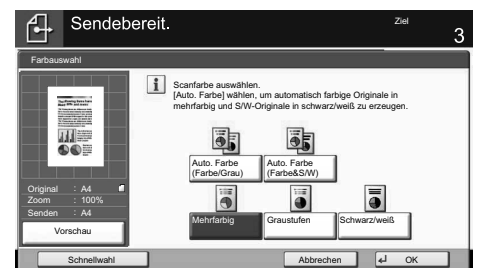 Sendebereit.
Ziel
3
Farbauswahl
Scanfarbe auswählen.
[Auto. Farbe] wählen, um automatisch farbige Originale in
mehrfarbig und S/W-Originale in schwarz/weiß zu erzeugen.
Auto. Farbe
(Farbe/Grau)
Auto. Farbe
(Farbe&S/W)
Original : A4
Zoom : 100%
Senden : A4
Mehrfarbig
Graustufen
Schwarz/weiß
Vorschau
Schnellwahl
Abbrechen
OK